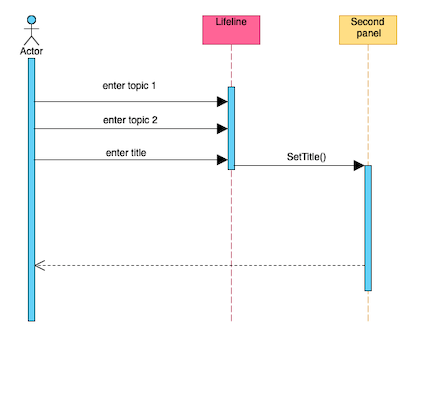 Lifeline
Second
panel
Actor
enter topic 1
enter topic 2
enter title
SetTitle()